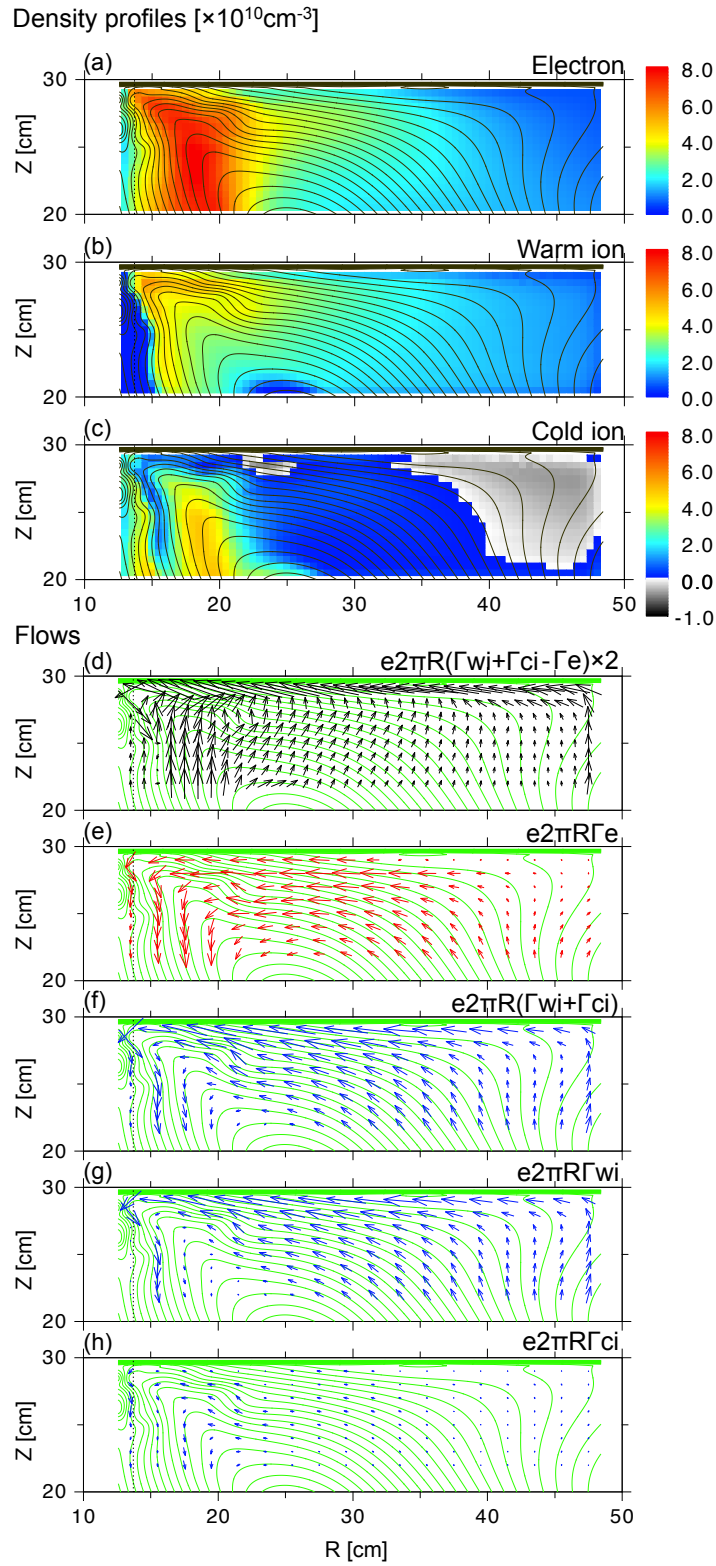 Density profiles [×10¹⁰cm⁻³]
(a) Electron
30
Z [cm]
20
8.0
6.0
4.0
2.0
0.0
(b) Warm ion
30
Z [cm]
20
8.0
6.0
4.0
2.0
0.0
(c) Cold ion
30
Z [cm]
20
8.0
6.0
4.0
2.0
0.0
0.0
-1.0
10 20 30 40 50
Flows
(d) e2πR(Γwi+Γci-Γe)×2
30
Z [cm]
20
(e) e2πRΓe
30
Z [cm]
20
(f) e2πR(Γwi+Γci)
30
Z [cm]
20
(g) e2πRΓwi
30
Z [cm]
20
(h) e2πRΓci
30
Z [cm]
20
10 20 30 40 50
R [cm]